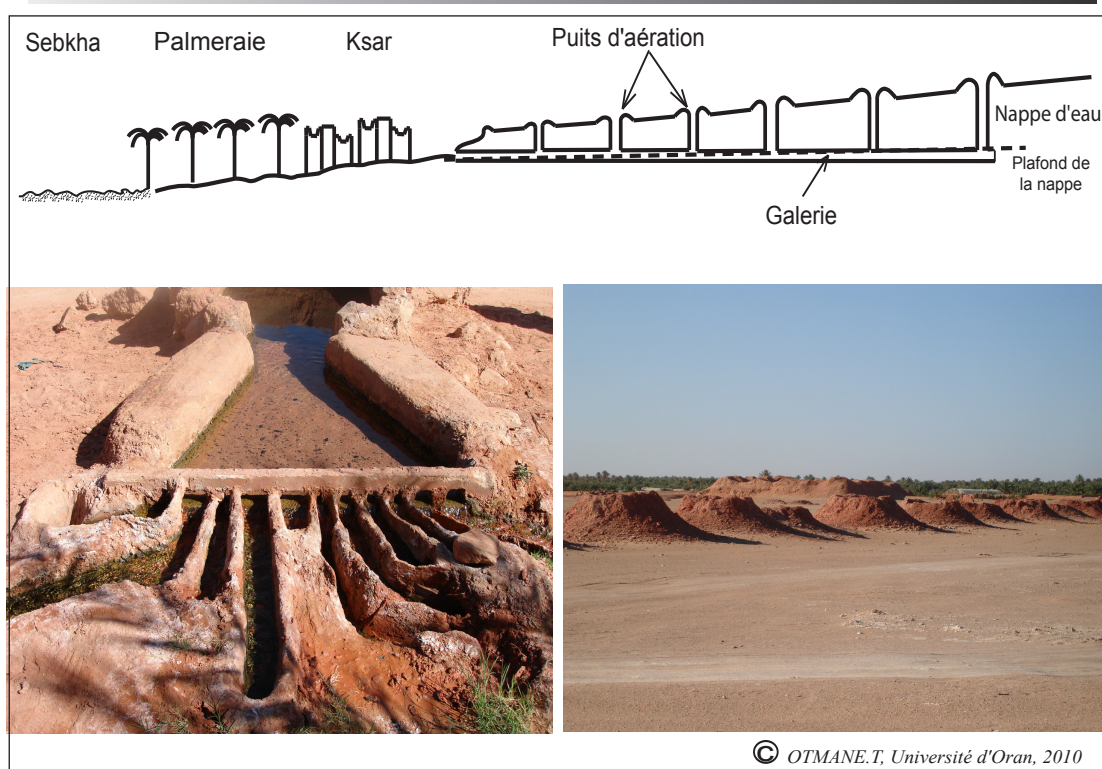 Sebkha
Palmeraie
Ksar
Puits d'aération
Nappe d'eau
Plafond de
la nappe
Galerie
© OTMANE.T, Université d'Oran, 2010